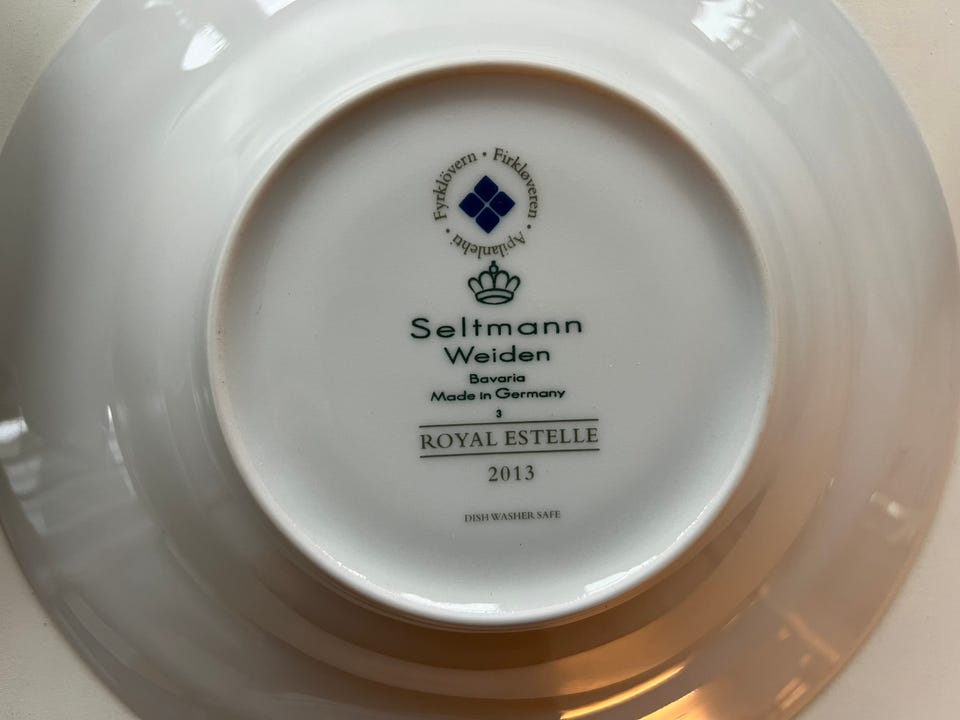 Fyrklövern • Firkløveren • Apilanlehti •
Seltmann
Weiden
Bavaria
Made in Germany
3
ROYAL ESTELLE
2013
DISH WASHER SAFE